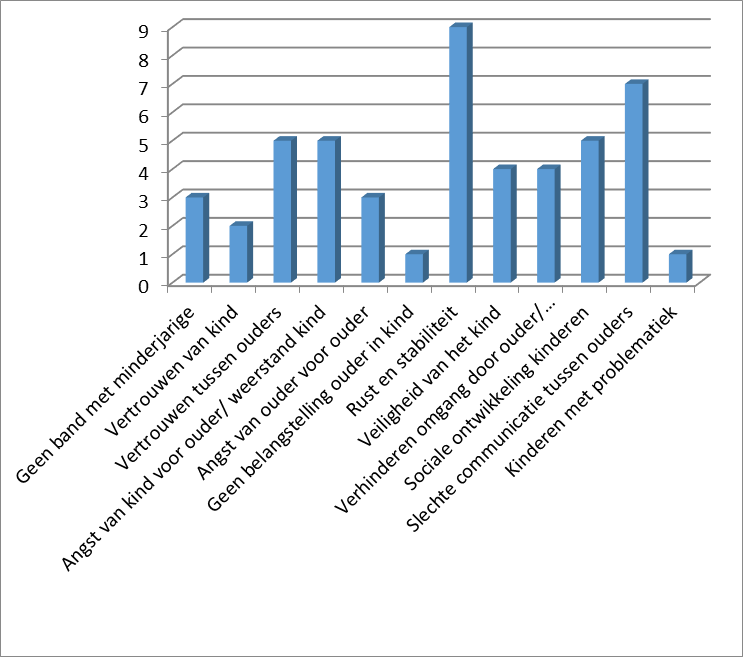 9
8
7
6
5
4
3
2
1
0
Geen band met minderjarige
Vertrouwen van kind
Vertrouwen tussen ouders
Angst van kind voor ouder/ weerstand kind
Angst van ouder voor ouder
Geen belangstelling ouder in kind
Rust en stabiliteit
Veiligheid van het kind
Verhinderen omgang door ouder/…
Sociale ontwikkeling kinderen
Slechte communicatie tussen ouders
Kinderen met problematiek